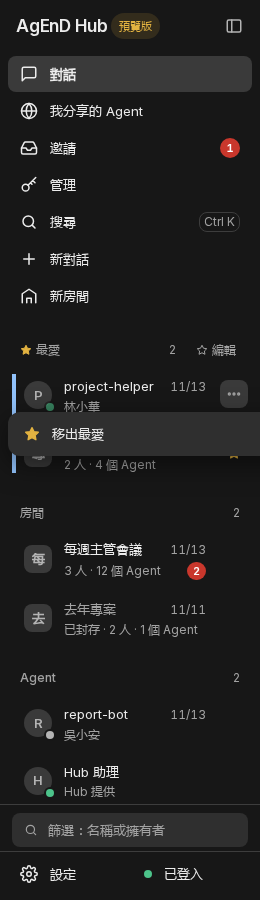 AgEnD Hub 預覽版
對話
我分享的 Agent
邀請 1
管理
搜尋 Ctrl K
新對話
新房間
最愛 2 編輯
project-helper 11/13
P 林小華
移出最愛
2 人 · 4 個 Agent
房間 2
每 每週主管會議 11/13
3 人 · 12 個 Agent 2
去 去年專案 11/11
已封存 · 2 人 · 1 個 Agent
Agent 2
R report-bot 11/13
吳小安
H Hub 助理
Hub 提供
篩選：名稱或擁有者
設定 已登入